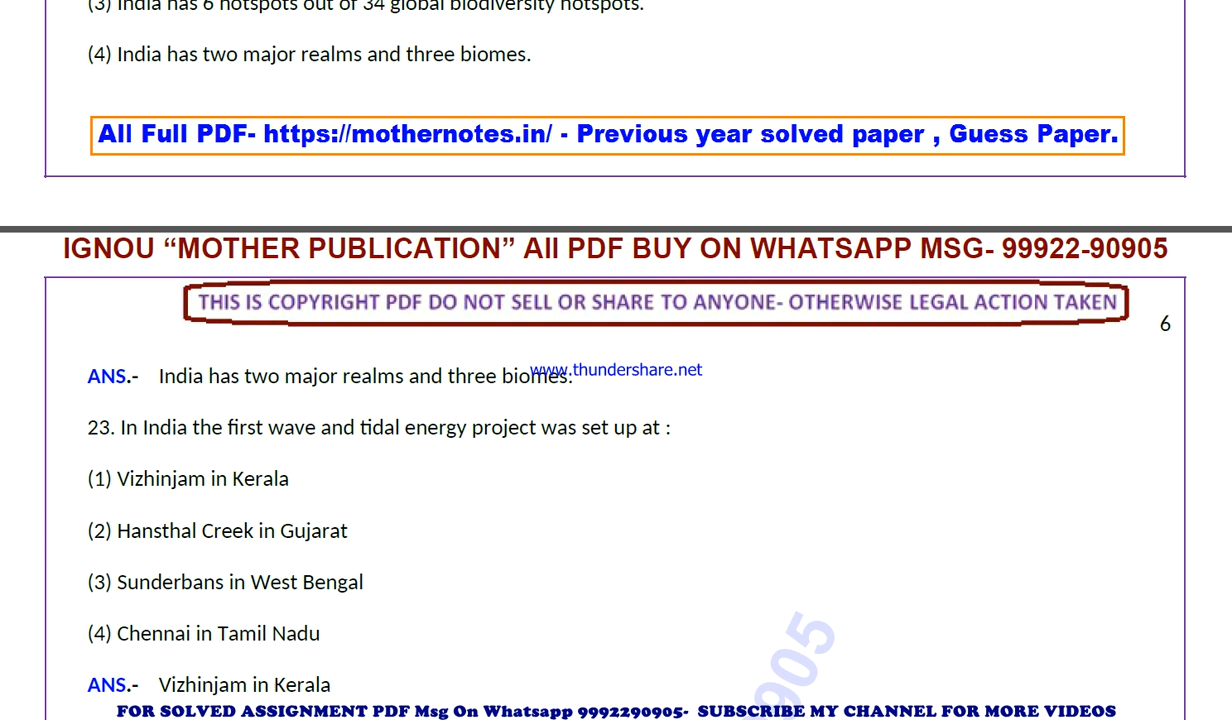 (3) India has 6 hotspots out of 34 global biodiversity hotspots.
(4) India has two major realms and three biomes.
All Full PDF- https://mothernotes.in/ - Previous year solved paper , Guess Paper.
IGNOU “MOTHER PUBLICATION” All PDF BUY ON WHATSAPP MSG- 99922-90905
THIS IS COPYRIGHT PDF DO NOT SELL OR SHARE TO ANYONE- OTHERWISE LEGAL ACTION TAKEN
6
www.thundershare.net
ANS.- India has two major realms and three biomes.
23. In India the first wave and tidal energy project was set up at :
(1) Vizhinjam in Kerala
(2) Hansthal Creek in Gujarat
(3) Sunderbans in West Bengal
(4) Chennai in Tamil Nadu
905
ANS.- Vizhinjam in Kerala
FOR SOLVED ASSIGNMENT PDF Msg On Whatsapp 9992290905- SUBSCRIBE MY CHANNEL FOR MORE VIDEOS